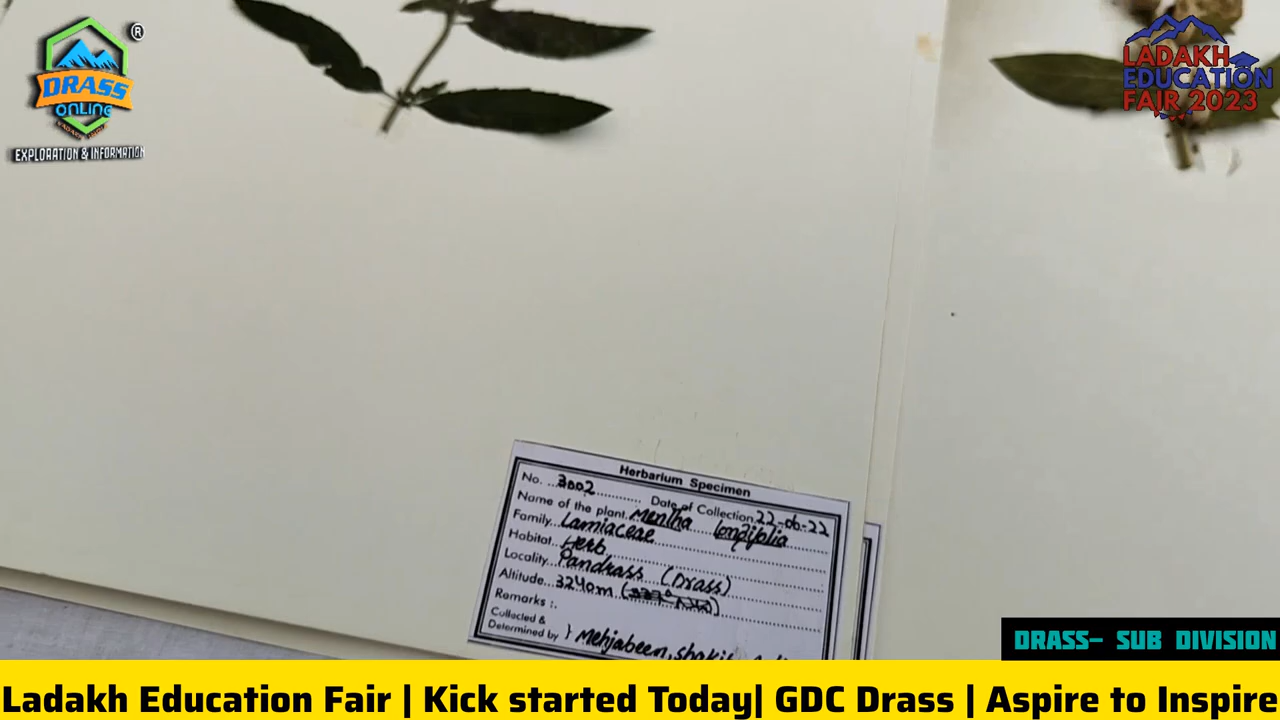 DRASS
ONLINE
EXPLORATION & INFORMATION
®
LADAKH
EDUCATION
FAIR 2023
Herbarium Specimen
No. ...3002............ Date of Collection 22-06-22
Name of the plant. Mentha longifolia
Family... Lamiaceae
Habitat... Herb
Locality... Pandrass (Drass)
Altitude... 3240m
Remarks :.
Collected &
Determined by } Mehjabeen,
DRASS- SUB DIVISION
Ladakh Education Fair | Kick started Today| GDC Drass | Aspire to Inspire